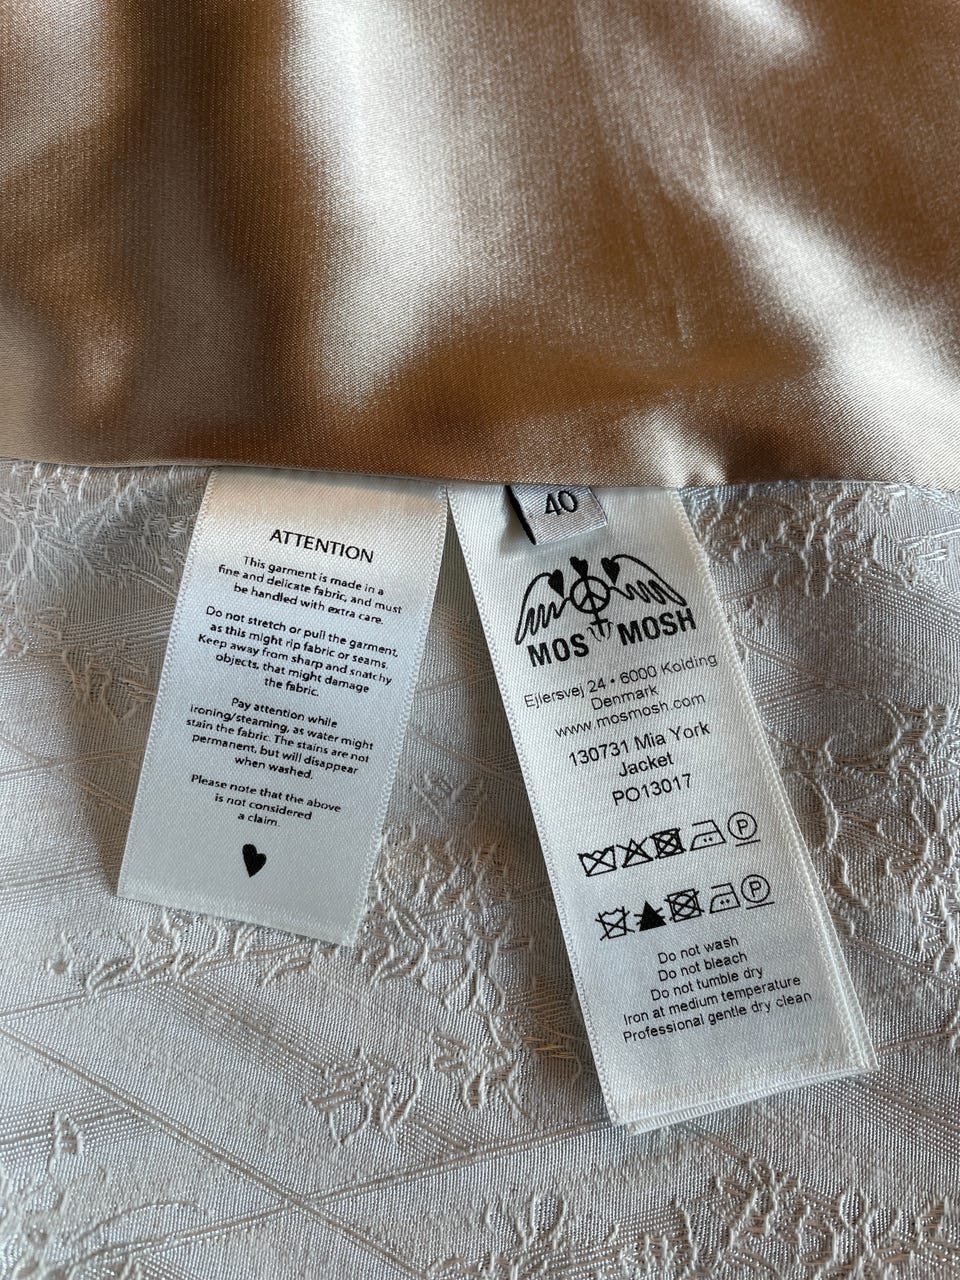 ATTENTION
This garment is made in a
fine and delicate fabric, and must
be handled with extra care.
Do not stretch or pull the garment,
as this might rip fabric or seams.
Keep away from sharp and snatchy
objects, that might damage
the fabric.
Pay attention while
ironing/steaming, as water might
stain the fabric. The stains are not
permanent, but will disappear
when washed.
Please note that the above
is not considered
a claim.
40
MOS MOSH
Ejlersvej 24 • 6000 Kolding
Denmark
www.mosmosh.com
130731 Mia York
Jacket
PO13017
P
P
Do not wash
Do not bleach
Do not tumble dry
Iron at medium temperature
Professional gentle dry clean